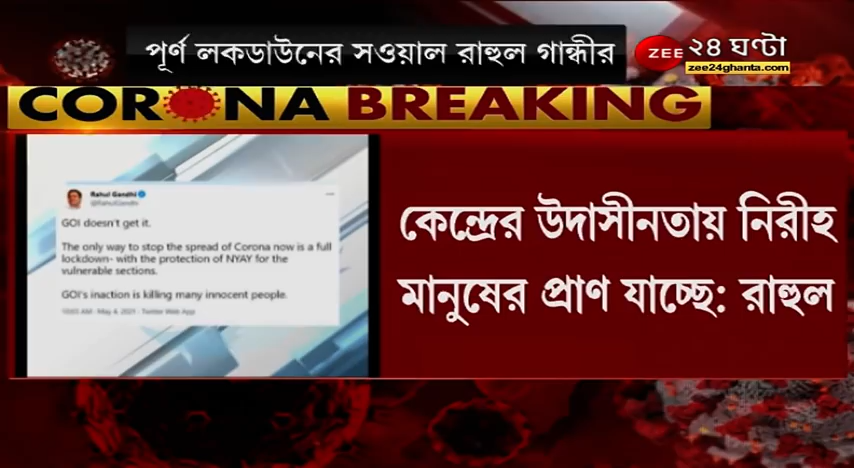 পূর্ণ লকডাউনের সওয়াল রাহুল গান্ধীর
ZEE ২৪ ঘণ্টা
zee24ghanta.com
CORONA BREAKING
Rahul Gandhi
@RahulGandhi
GOI doesn't get it.
The only way to stop the spread of Corona now is a full
lockdown- with the protection of NYAY for the
vulnerable sections.
GOI's inaction is killing many innocent people.
AM · May 4, 2021 · Twitter Web App
কেন্দ্রের উদাসীনতায় নিরীহ
মানুষের প্রাণ যাচ্ছে: রাহুল